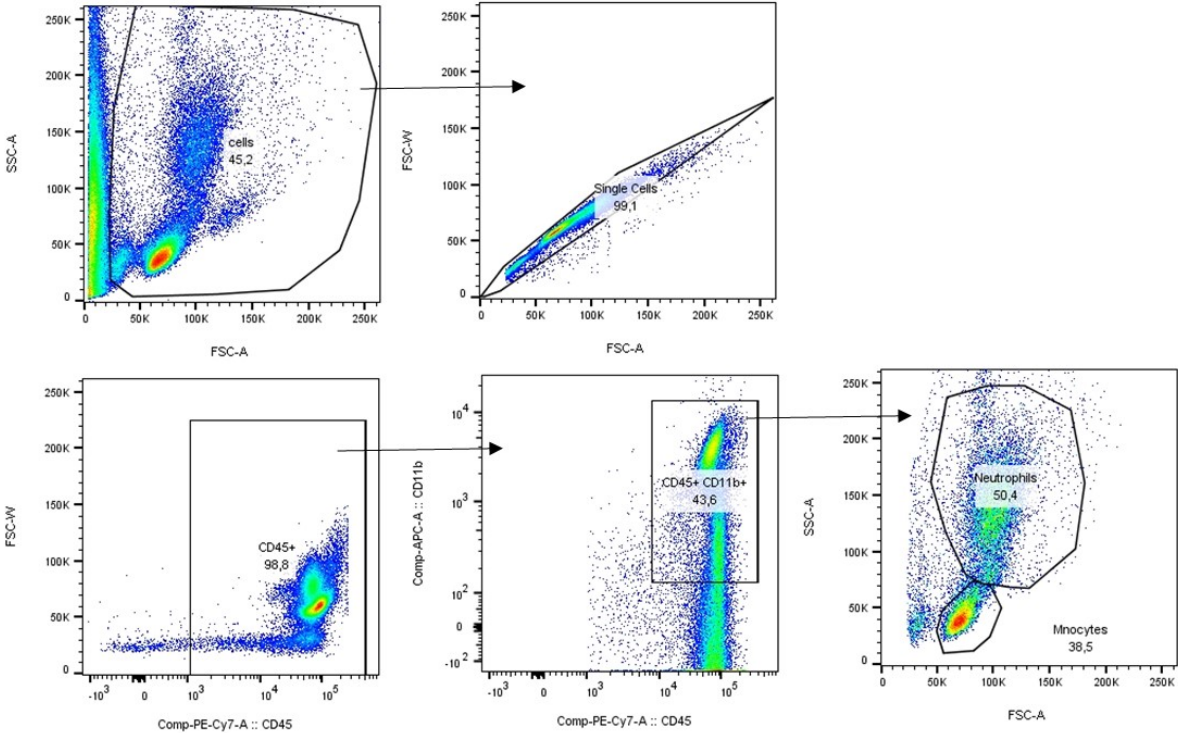 250K
200K
150K
100K
50K
0
SSC-A
cells
45,2
0 50K 100K 150K 200K 250K
FSC-A
250K
200K
150K
100K
50K
0
FSC-W
Single Cells
99,1
0 50K 100K 150K 200K 250K
FSC-A
250K
200K
150K
100K
50K
0
FSC-W
CD45+
98,8
-10^3 0 10^3 10^4 10^5
Comp-PE-Cy7-A :: CD45
10^4
10^3
10^2
0
-10^2
Comp-APC-A :: CD11b
CD45+ CD11b+
43,6
-10^3 0 10^3 10^4 10^5
Comp-PE-Cy7-A :: CD45
250K
200K
150K
100K
50K
0
SSC-A
Neutrophils
50,4
Mnocytes
38,5
0 50K 100K 150K 200K 250K
FSC-A